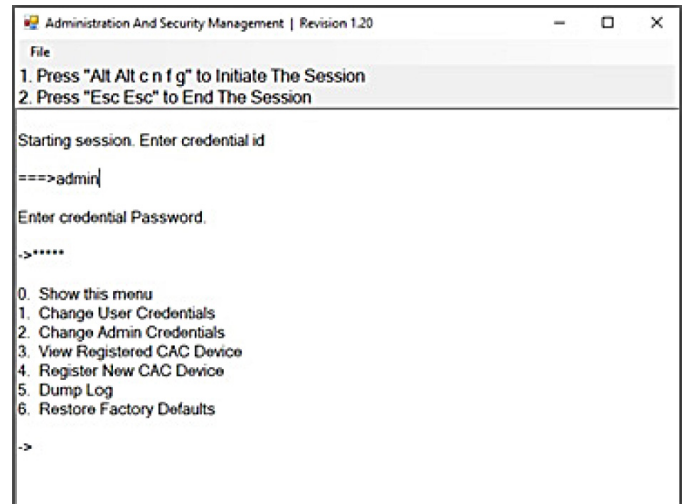 Administration And Security Management | Revision 1.20
File
1. Press "Alt Alt c n f g" to Initiate The Session
2. Press "Esc Esc" to End The Session
Starting session. Enter credential id
===>admin
Enter credential Password.
->*****
0. Show this menu
1. Change User Credentials
2. Change Admin Credentials
3. View Registered CAC Device
4. Register New CAC Device
5. Dump Log
6. Restore Factory Defaults
->